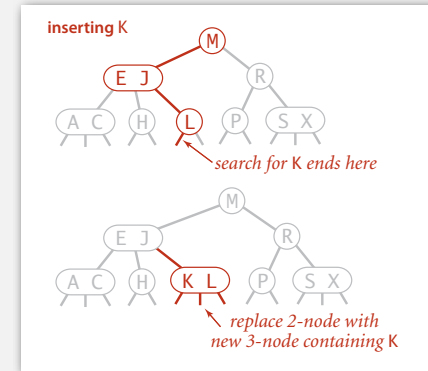 inserting K
M
E J
R
A C
H
L
P
S X
search for K ends here
M
E J
R
A C
H
K L
P
S X
replace 2-node with
new 3-node containing K